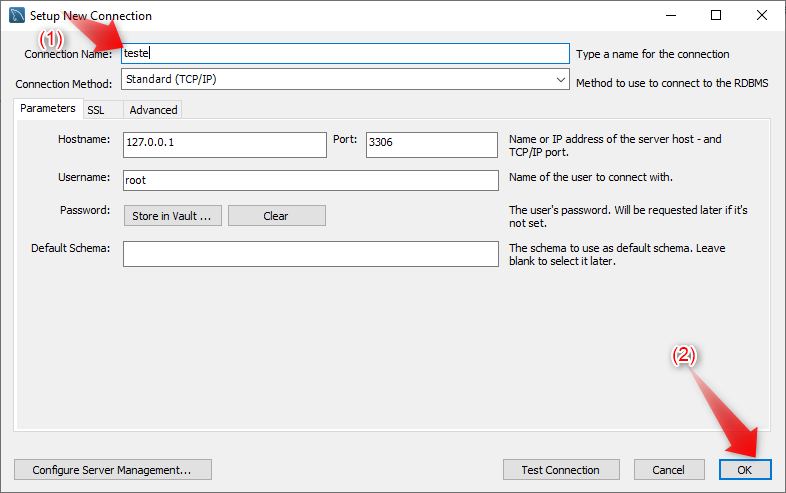 Setup New Connection
(1)
Connection Name: teste Type a name for the connection
Connection Method: Standard (TCP/IP) Method to use to connect to the RDBMS
Parameters SSL Advanced
Hostname: 127.0.0.1 Port: 3306 Name or IP address of the server host - and
TCP/IP port.
Username: root Name of the user to connect with.
Password: Store in Vault ... Clear The user's password. Will be requested later if it's
not set.
Default Schema: The schema to use as default schema. Leave
blank to select it later.
(2)
Configure Server Management... Test Connection Cancel OK